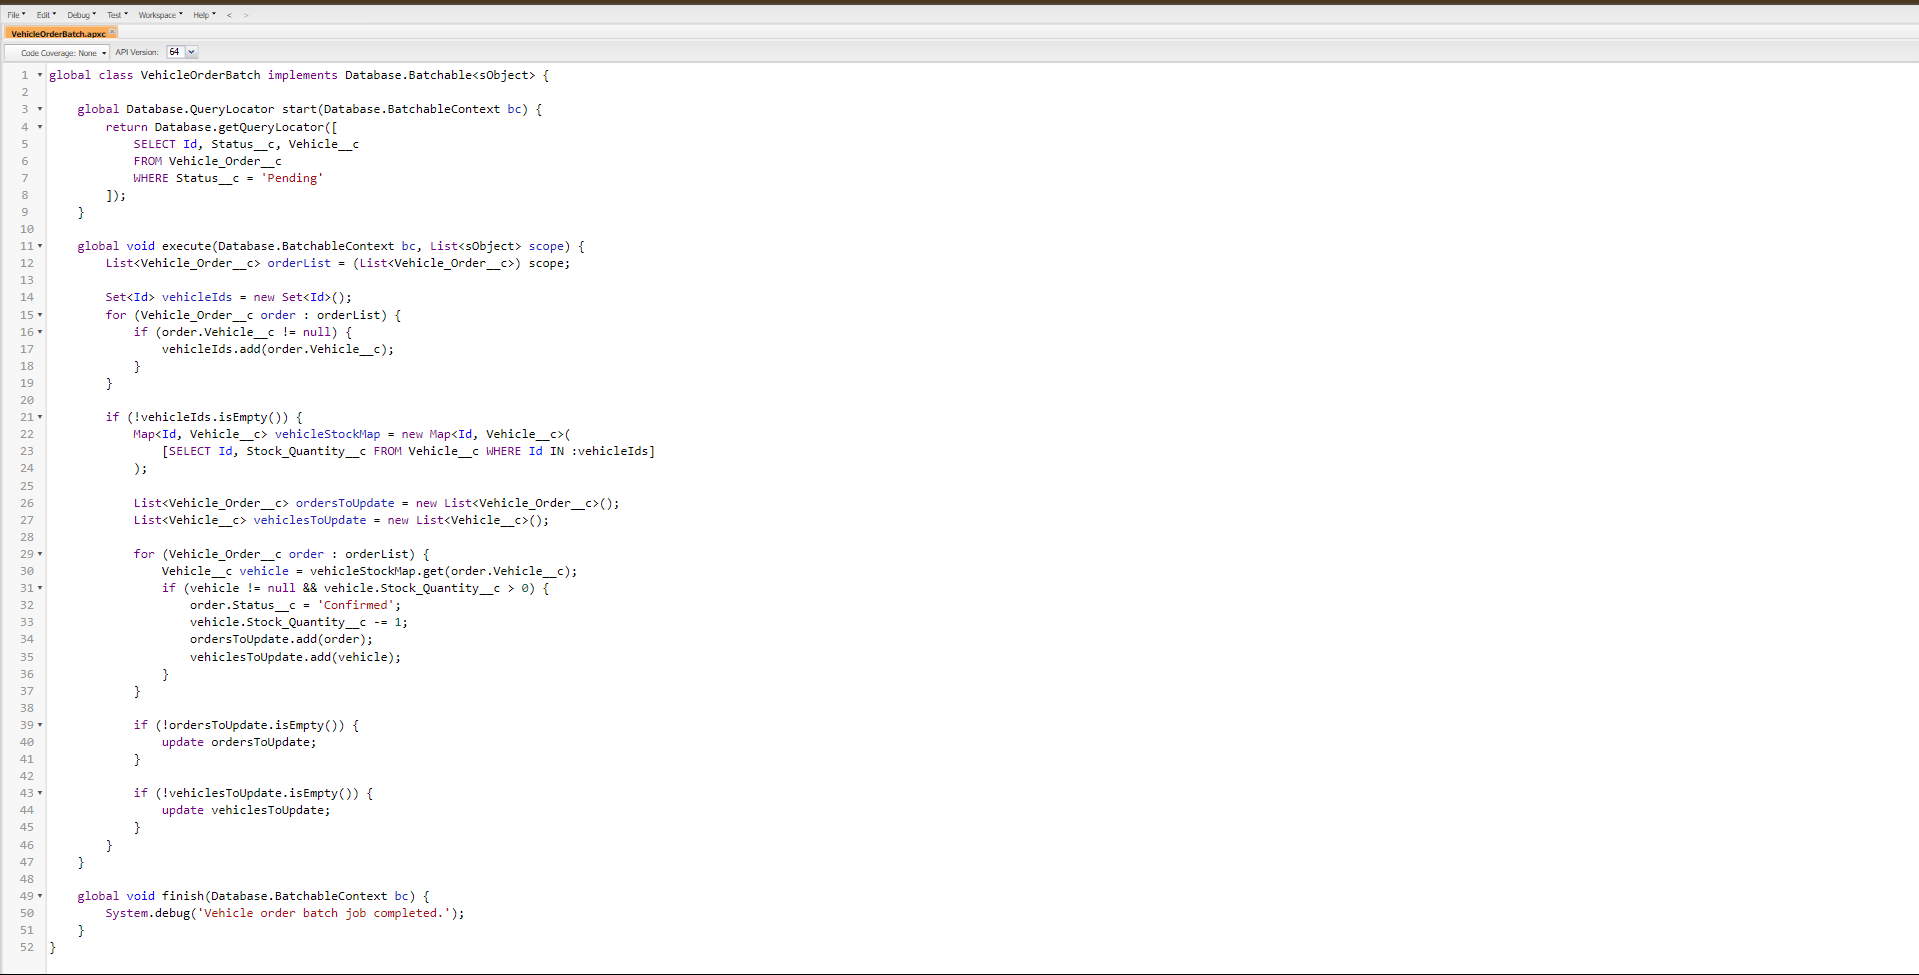 File Edit Debug Test Workspace Help < >
VehicleOrderBatch.apxc
Code Coverage: None API Version: 64
1 global class VehicleOrderBatch implements Database.Batchable<sObject> {
2
3     global Database.QueryLocator start(Database.BatchableContext bc) {
4         return Database.getQueryLocator([
5             SELECT Id, Status__c, Vehicle__c
6             FROM Vehicle_Order__c
7             WHERE Status__c = 'Pending'
8         ]);
9     }
10
11     global void execute(Database.BatchableContext bc, List<sObject> scope) {
12         List<Vehicle_Order__c> orderList = (List<Vehicle_Order__c>) scope;
13
14         Set<Id> vehicleIds = new Set<Id>();
15         for (Vehicle_Order__c order : orderList) {
16             if (order.Vehicle__c != null) {
17                 vehicleIds.add(order.Vehicle__c);
18             }
19         }
20
21         if (!vehicleIds.isEmpty()) {
22             Map<Id, Vehicle__c> vehicleStockMap = new Map<Id, Vehicle__c>(
23                 [SELECT Id, Stock_Quantity__c FROM Vehicle__c WHERE Id IN :vehicleIds]
24             );
25
26             List<Vehicle_Order__c> ordersToUpdate = new List<Vehicle_Order__c>();
27             List<Vehicle__c> vehiclesToUpdate = new List<Vehicle__c>();
28
29             for (Vehicle_Order__c order : orderList) {
30                 Vehicle__c vehicle = vehicleStockMap.get(order.Vehicle__c);
31                 if (vehicle != null && vehicle.Stock_Quantity__c > 0) {
32                     order.Status__c = 'Confirmed';
33                     vehicle.Stock_Quantity__c -= 1;
34                     ordersToUpdate.add(order);
35                     vehiclesToUpdate.add(vehicle);
36                 }
37             }
38
39             if (!ordersToUpdate.isEmpty()) {
40                 update ordersToUpdate;
41             }
42
43             if (!vehiclesToUpdate.isEmpty()) {
44                 update vehiclesToUpdate;
45             }
46         }
47     }
48
49     global void finish(Database.BatchableContext bc) {
50         System.debug('Vehicle order batch job completed.');
51     }
52 }